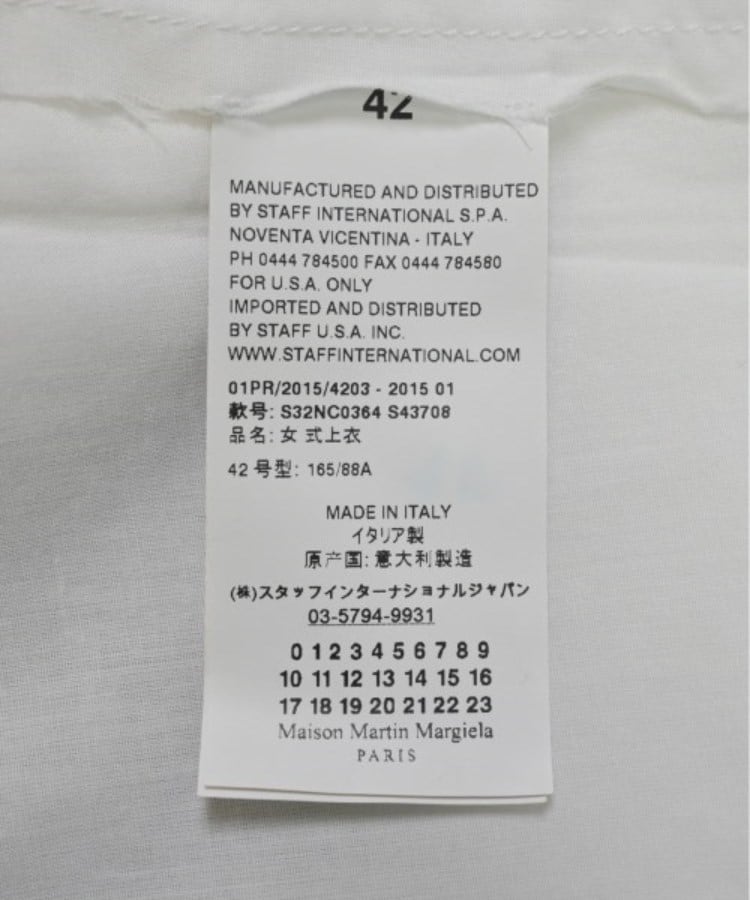 42
MANUFACTURED AND DISTRIBUTED
BY STAFF INTERNATIONAL S.P.A.
NOVENTA VICENTINA - ITALY
PH 0444 784500 FAX 0444 784580
FOR U.S.A. ONLY
IMPORTED AND DISTRIBUTED
BY STAFF U.S.A. INC.
WWW.STAFFINTERNATIONAL.COM
01PR/2015/4203 - 2015 01
款号: S32NC0364 S43708
品名: 女 式上衣
42 号型: 165/88A
MADE IN ITALY
イタリア製
原产国: 意大利製造
(株)スタッフインターナショナルジャパン
03-5794-9931
0 1 2 3 4 5 6 7 8 9
10 11 12 13 14 15 16
17 18 19 20 21 22 23
Maison Martin Margiela
PARIS